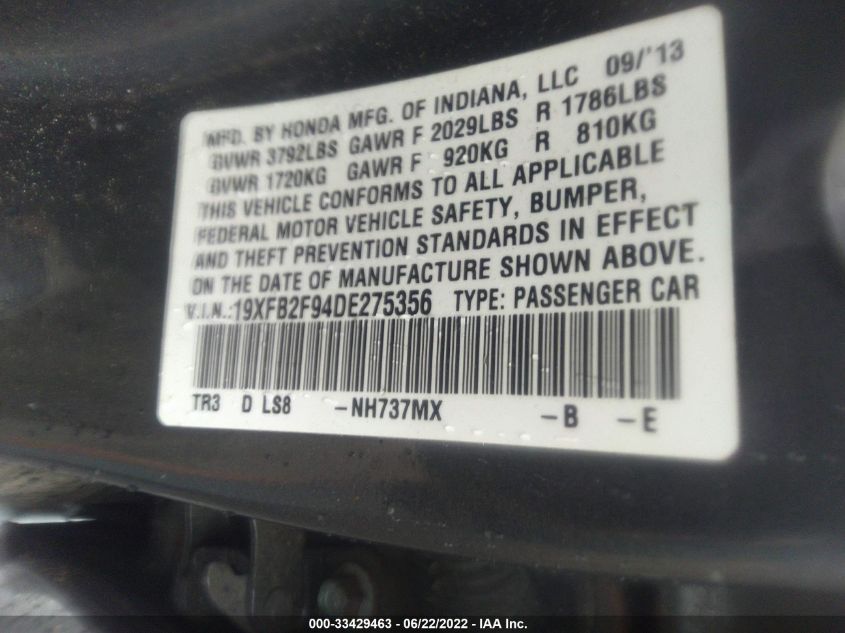 MFD. BY HONDA MFG. OF INDIANA, LLC 09/'13
GVWR 3792LBS GAWR F 2029LBS R 1786LBS
GVWR 1720KG GAWR F 920KG R 810KG
THIS VEHICLE CONFORMS TO ALL APPLICABLE
FEDERAL MOTOR VEHICLE SAFETY, BUMPER,
AND THEFT PREVENTION STANDARDS IN EFFECT
ON THE DATE OF MANUFACTURE SHOWN ABOVE.
V.I.N.:19XFB2F94DE275356 TYPE: PASSENGER CAR
TR3 D LS8 -NH737MX -B -E
000-33429463 - 06/22/2022 - IAA Inc.